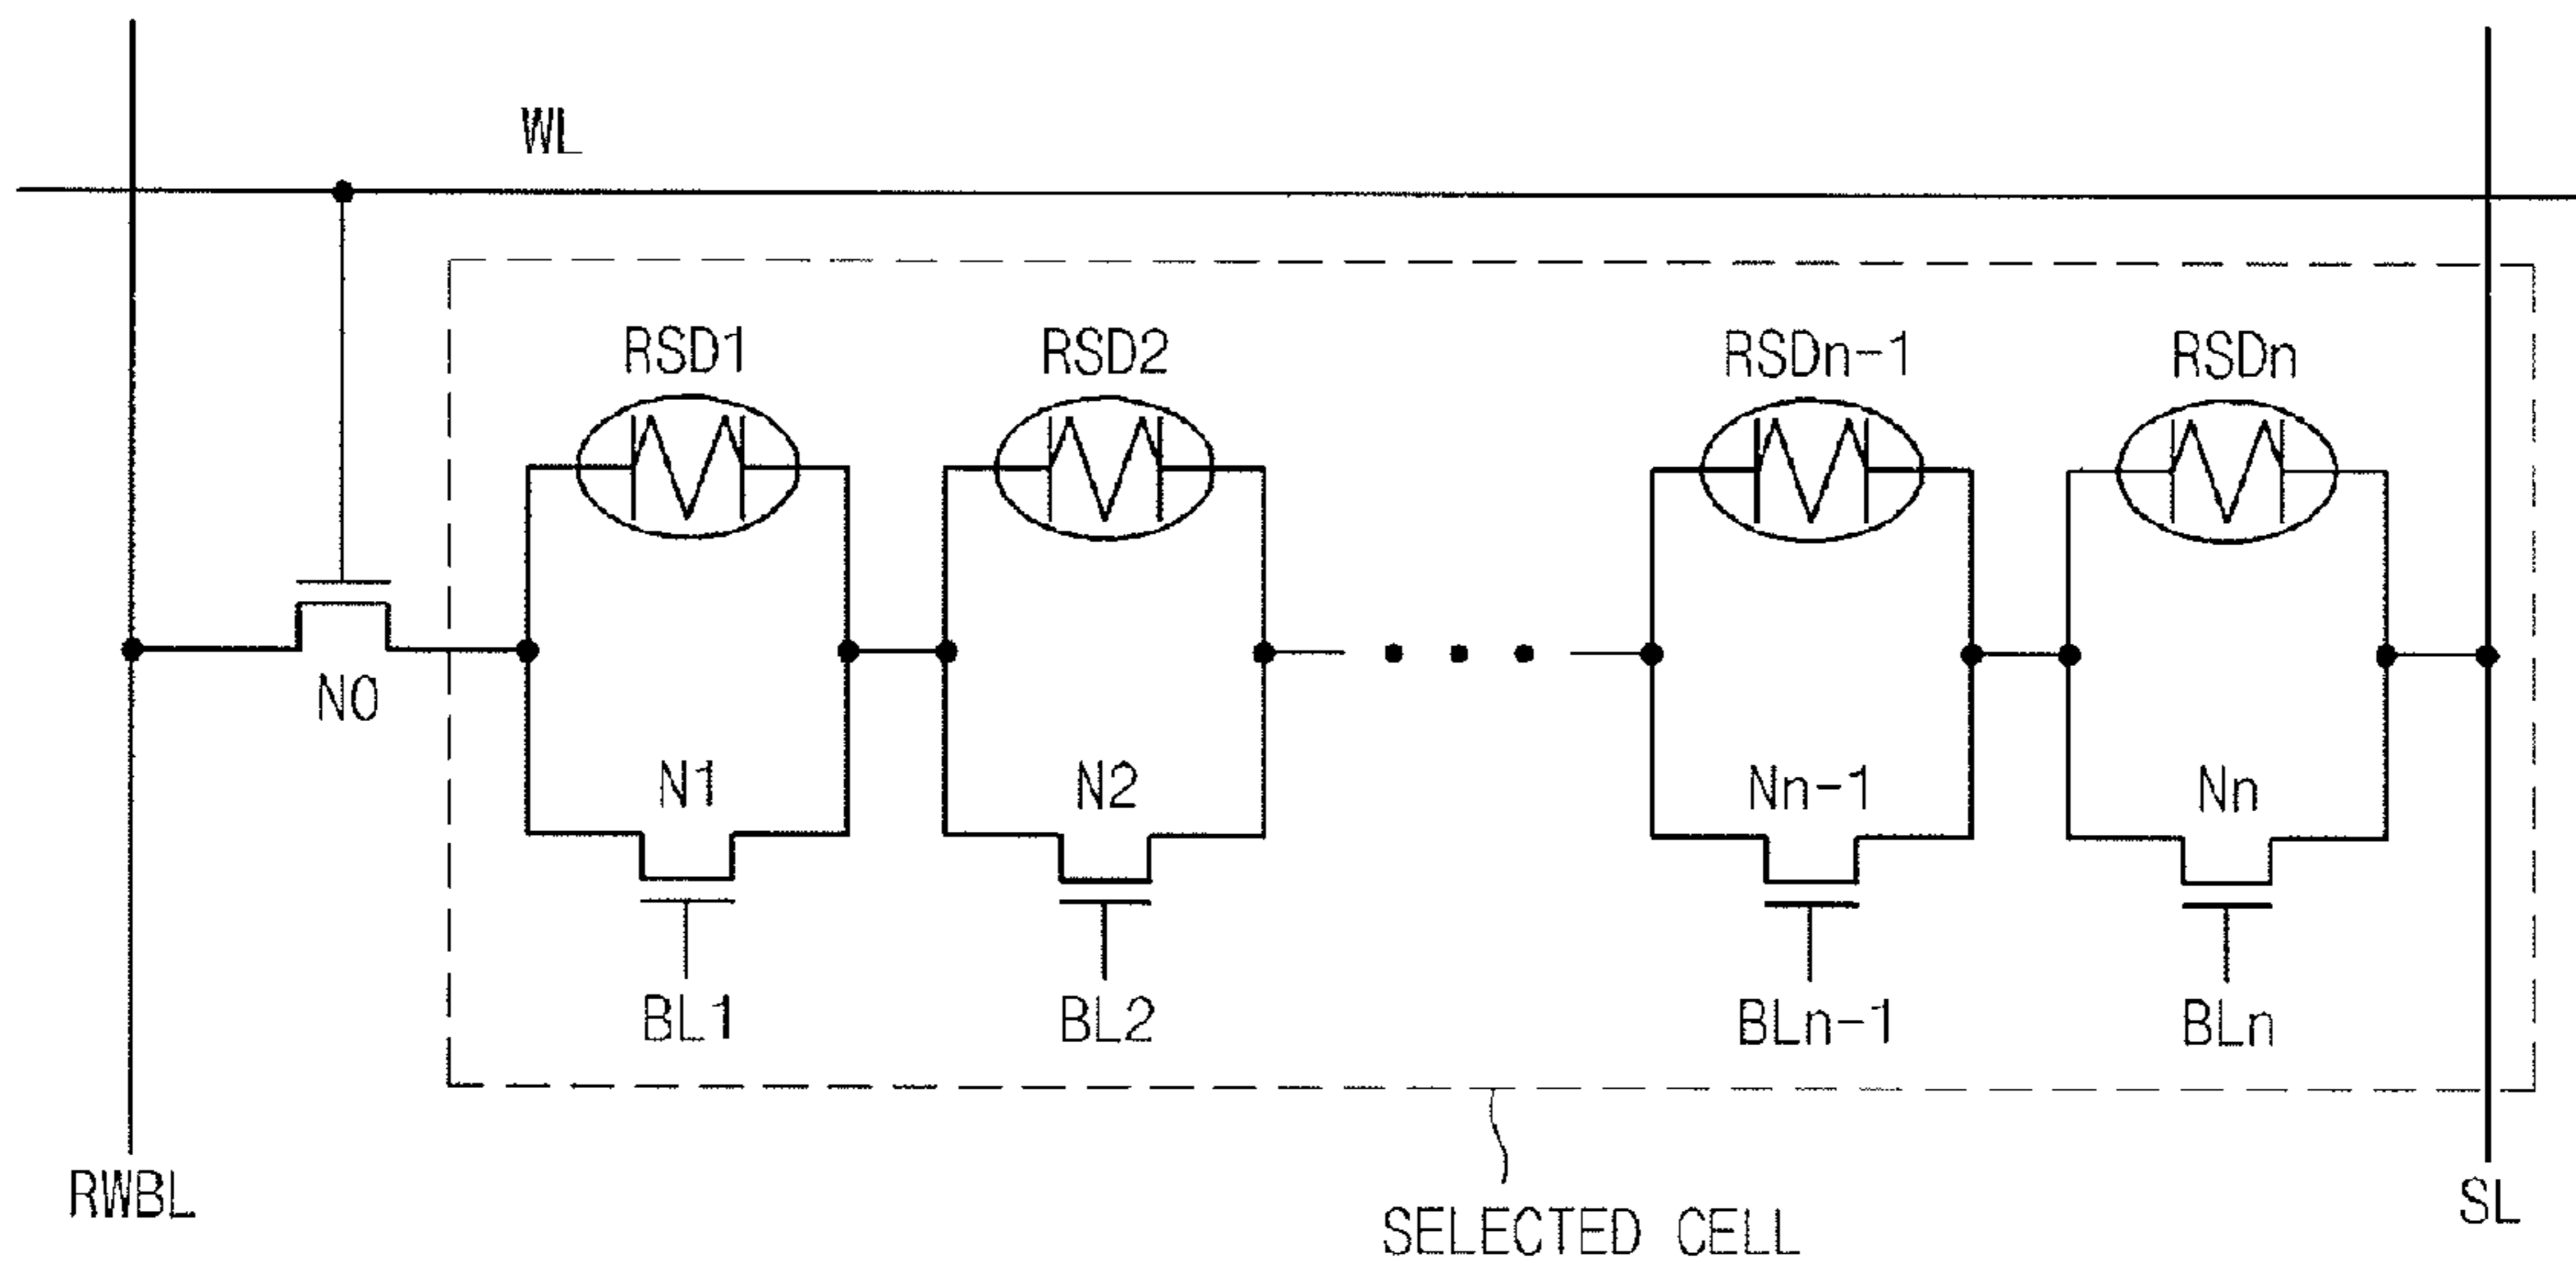 WL
RSD1 RSD2 RSDn-1 RSDn
N0
N1 N2 Nn-1 Nn
BL1 BL2 BLn-1 BLn
RWBL SL
SELECTED CELL